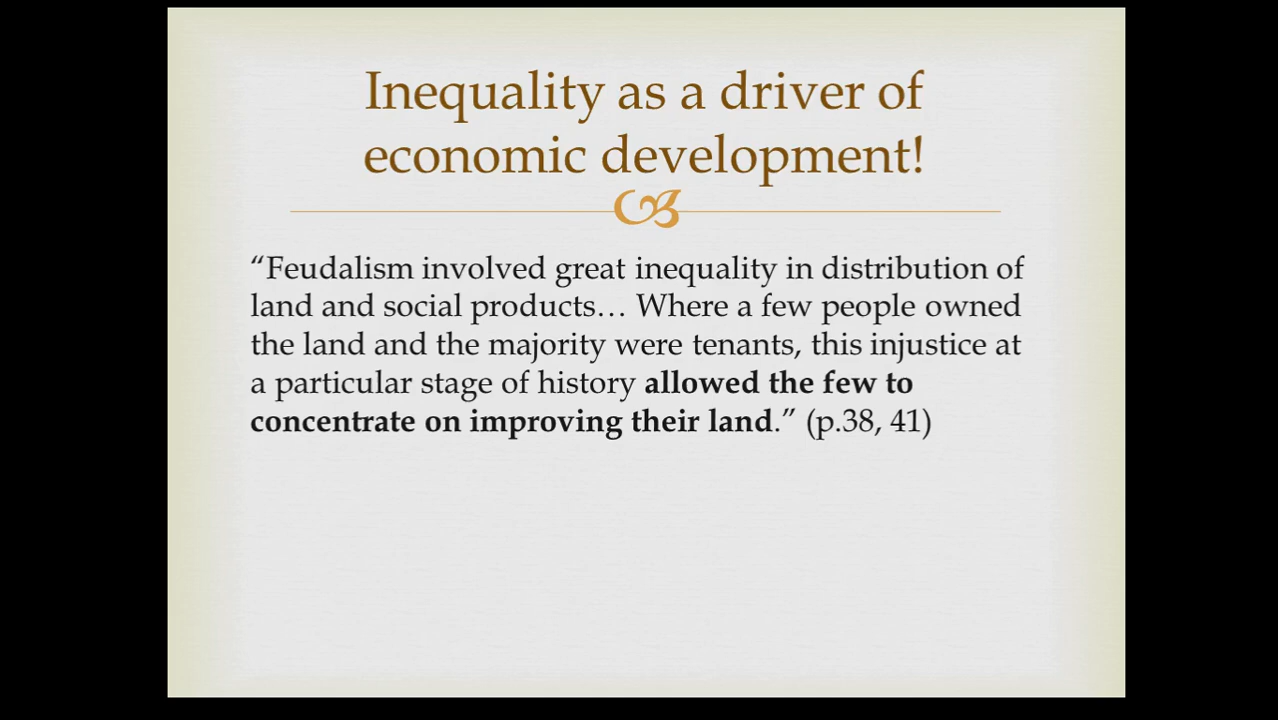 Inequality as a driver of
economic development!
“Feudalism involved great inequality in distribution of
land and social products… Where a few people owned
the land and the majority were tenants, this injustice at
a particular stage of history allowed the few to
concentrate on improving their land.” (p.38, 41)